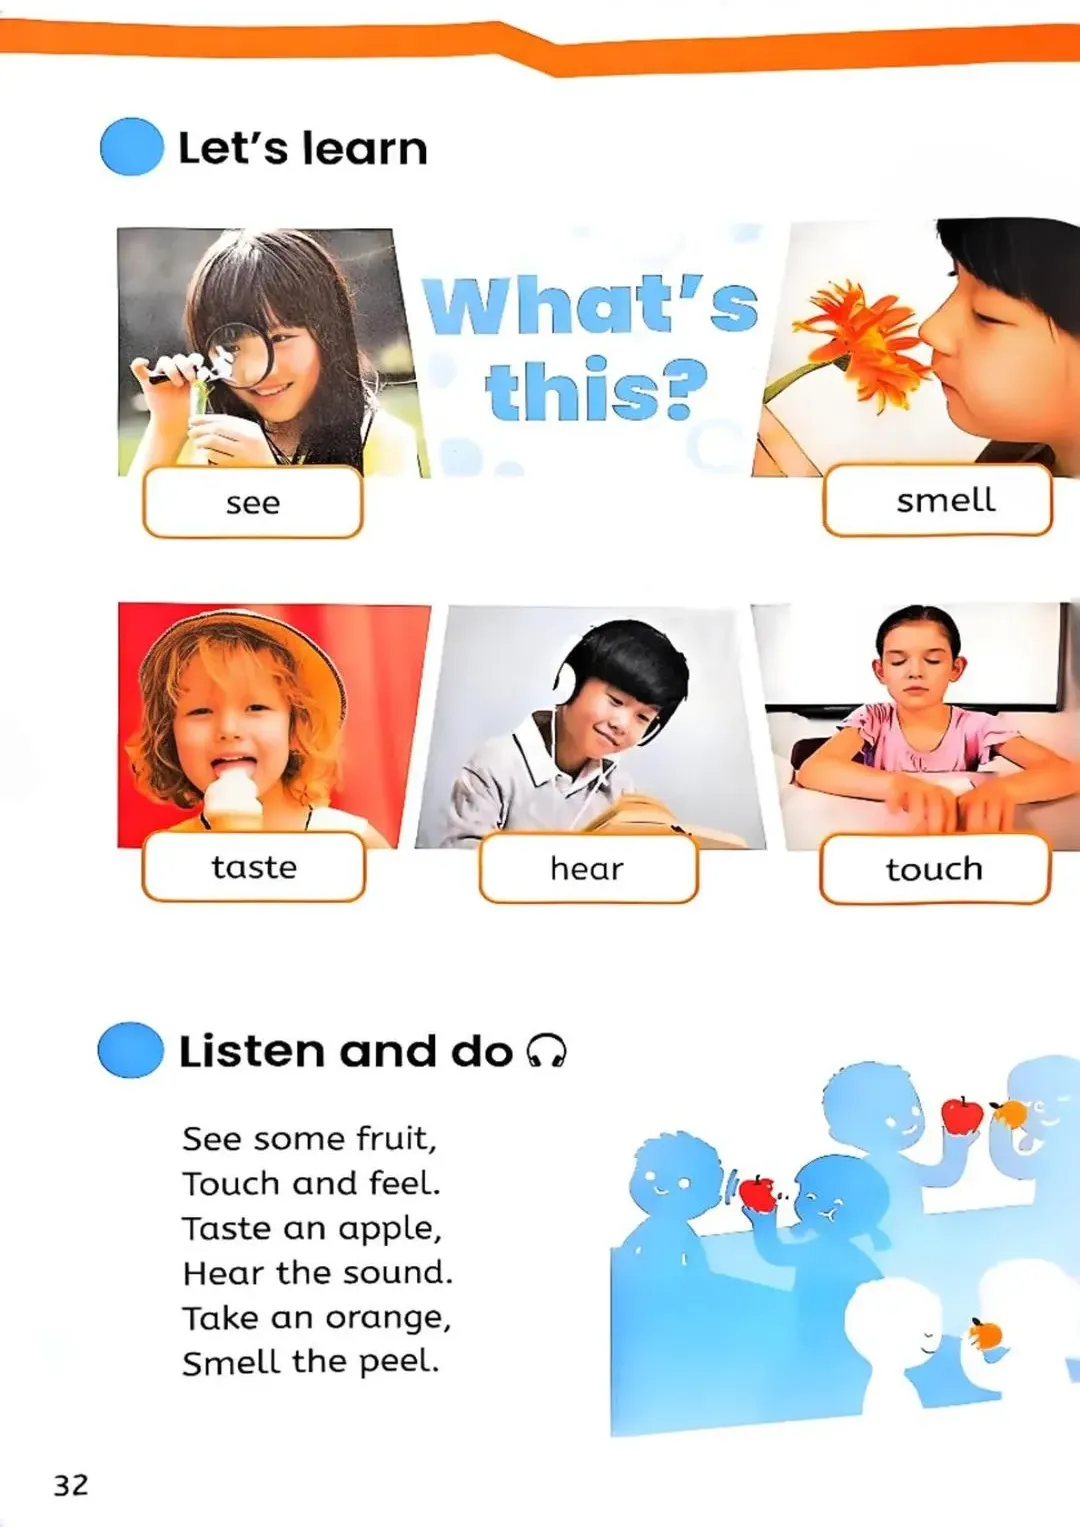 Let's learn
What's
this?
see
smell
taste
hear
touch
Listen and do
See some fruit,
Touch and feel.
Taste an apple,
Hear the sound.
Take an orange,
Smell the peel.
32